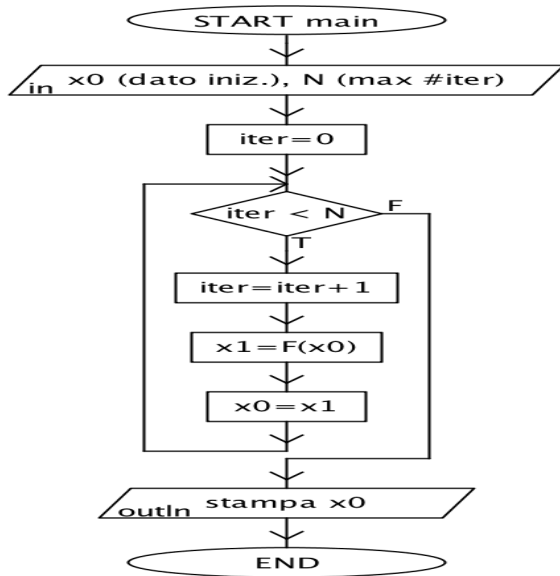 START main
in x0 (dato iniz.), N (max #iter)
iter=0
iter < N
F
T
iter=iter+1
x1=F(x0)
x0=x1
outln stampa x0
END